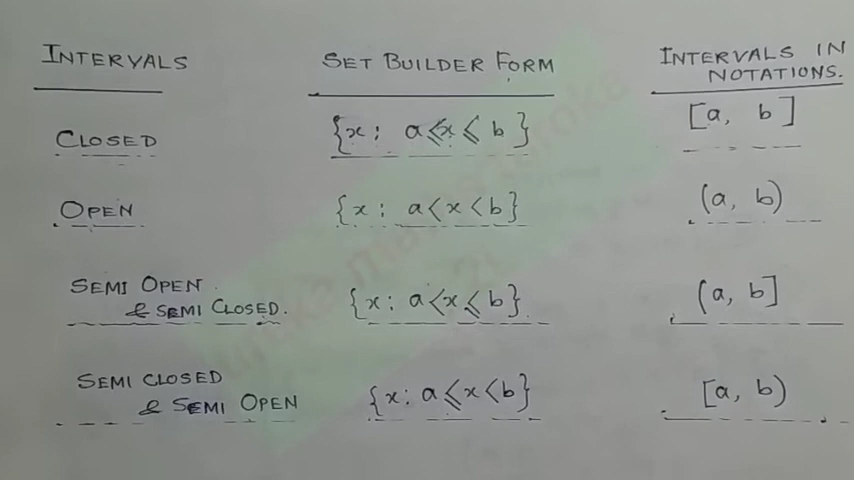 INTERVALS SET BUILDER FORM INTERVALS IN
NOTATIONS.
CLOSED {x: a⩽x⩽b} [a, b]
OPEN {x: a<x<b} (a, b)
SEMI OPEN
& SEMI CLOSED. {x: a<x⩽b} (a, b]
SEMI CLOSED
& SEMI OPEN {x: a⩽x<b} [a, b)